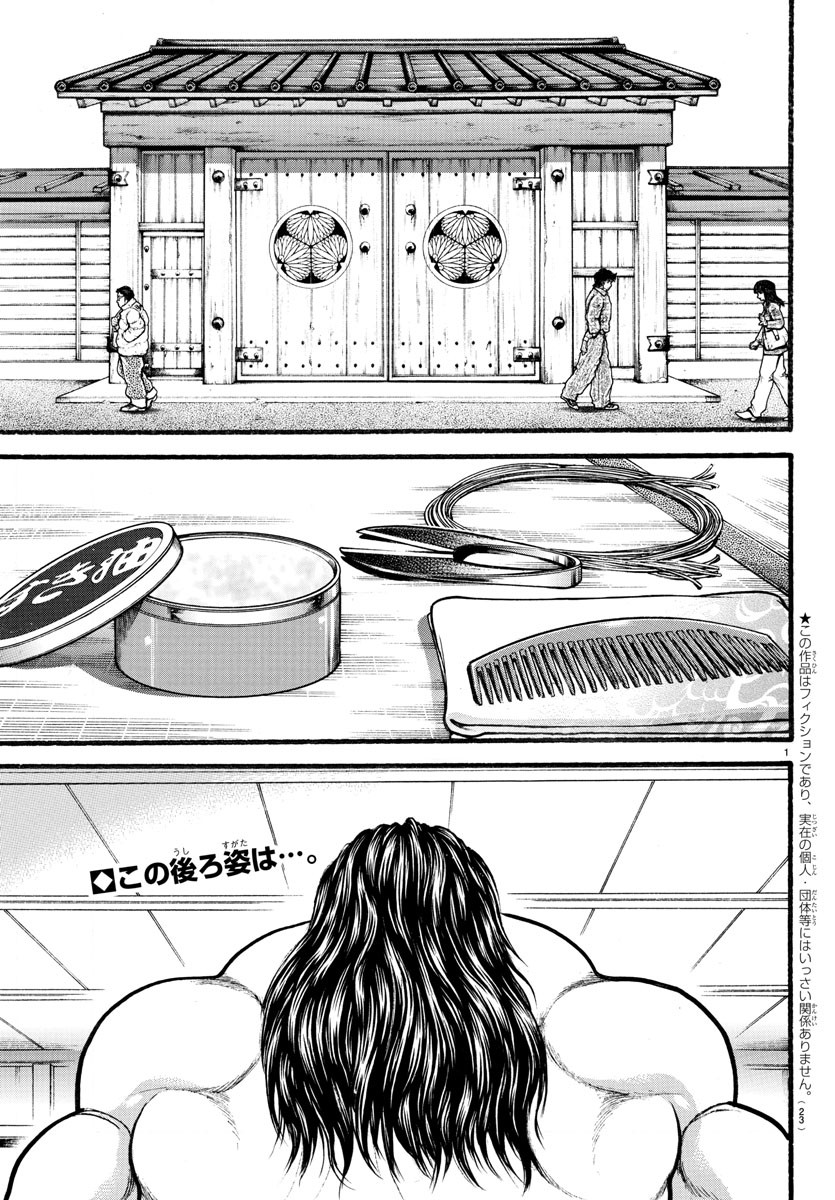 すき油
★この作品はフィクションであり、実在の個人・団体等にはいっさい関係ありません。
1
◆この後ろ姿は…。
(23)